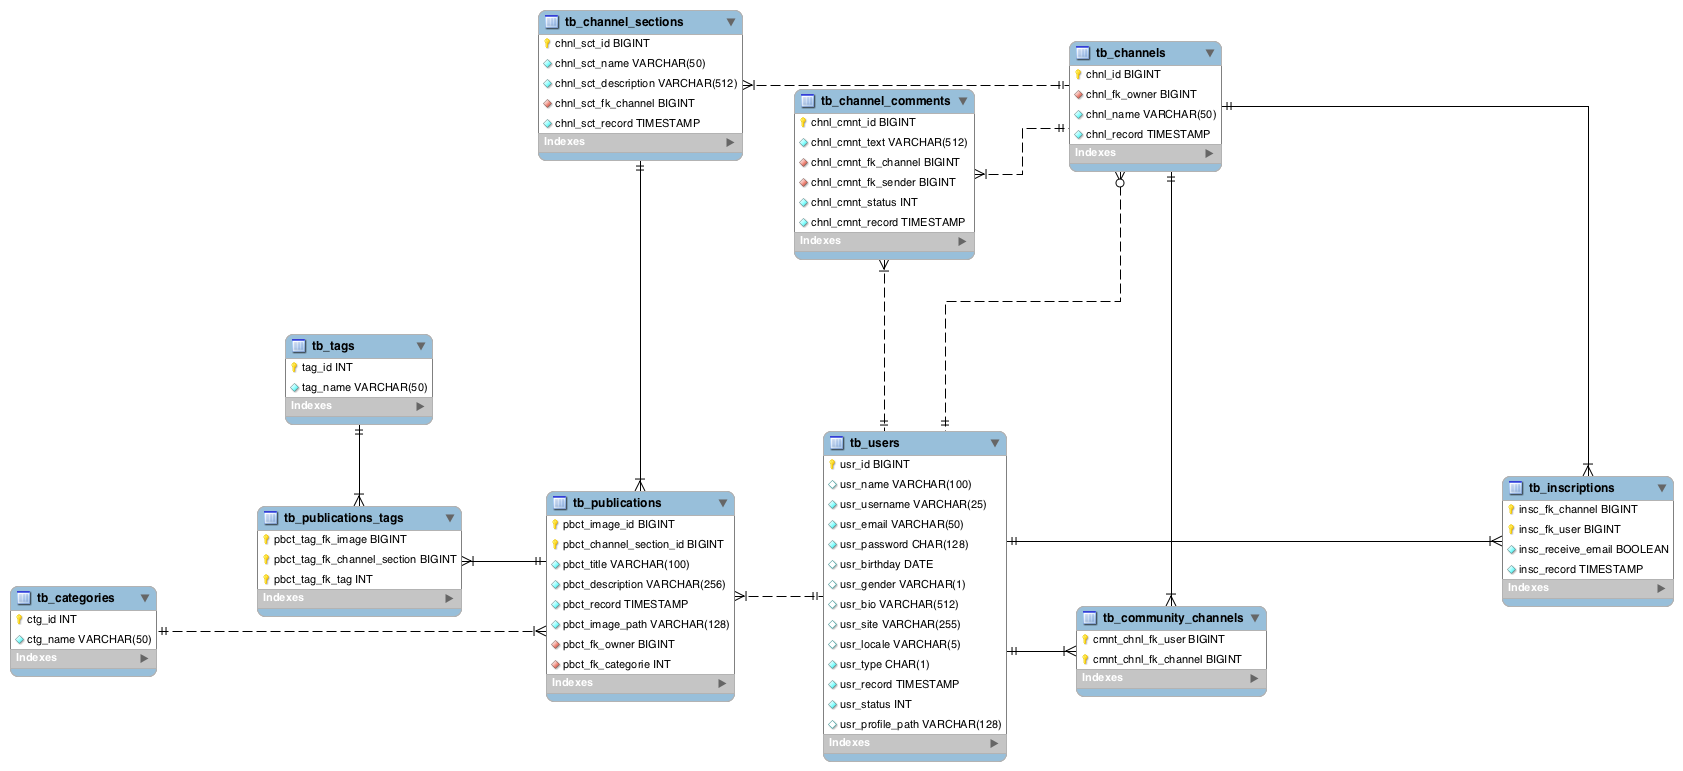 tb_channel_sections
chnl_sct_id BIGINT
chnl_sct_name VARCHAR(50)
chnl_sct_description VARCHAR(512)
chnl_sct_fk_channel BIGINT
chnl_sct_record TIMESTAMP
Indexes
tb_channels
chnl_id BIGINT
chnl_fk_owner BIGINT
chnl_name VARCHAR(50)
chnl_record TIMESTAMP
Indexes
tb_channel_comments
chnl_cmnt_id BIGINT
chnl_cmnt_text VARCHAR(512)
chnl_cmnt_fk_channel BIGINT
chnl_cmnt_fk_sender BIGINT
chnl_cmnt_status INT
chnl_cmnt_record TIMESTAMP
Indexes
tb_tags
tag_id INT
tag_name VARCHAR(50)
Indexes
tb_users
usr_id BIGINT
usr_name VARCHAR(100)
usr_username VARCHAR(25)
usr_email VARCHAR(50)
usr_password CHAR(128)
usr_birthday DATE
usr_gender VARCHAR(1)
usr_bio VARCHAR(512)
usr_site VARCHAR(255)
usr_locale VARCHAR(5)
usr_type CHAR(1)
usr_record TIMESTAMP
usr_status INT
usr_profile_path VARCHAR(128)
Indexes
tb_inscriptions
insc_fk_channel BIGINT
insc_fk_user BIGINT
insc_receive_email BOOLEAN
insc_record TIMESTAMP
Indexes
tb_publications
pbct_image_id BIGINT
pbct_channel_section_id BIGINT
pbct_title VARCHAR(100)
pbct_description VARCHAR(256)
pbct_record TIMESTAMP
pbct_image_path VARCHAR(128)
pbct_fk_owner BIGINT
pbct_fk_categorie INT
Indexes
tb_publications_tags
pbct_tag_fk_image BIGINT
pbct_tag_fk_channel_section BIGINT
pbct_tag_fk_tag INT
Indexes
tb_categories
ctg_id INT
ctg_name VARCHAR(50)
Indexes
tb_community_channels
cmnt_chnl_fk_user BIGINT
cmnt_chnl_fk_channel BIGINT
Indexes